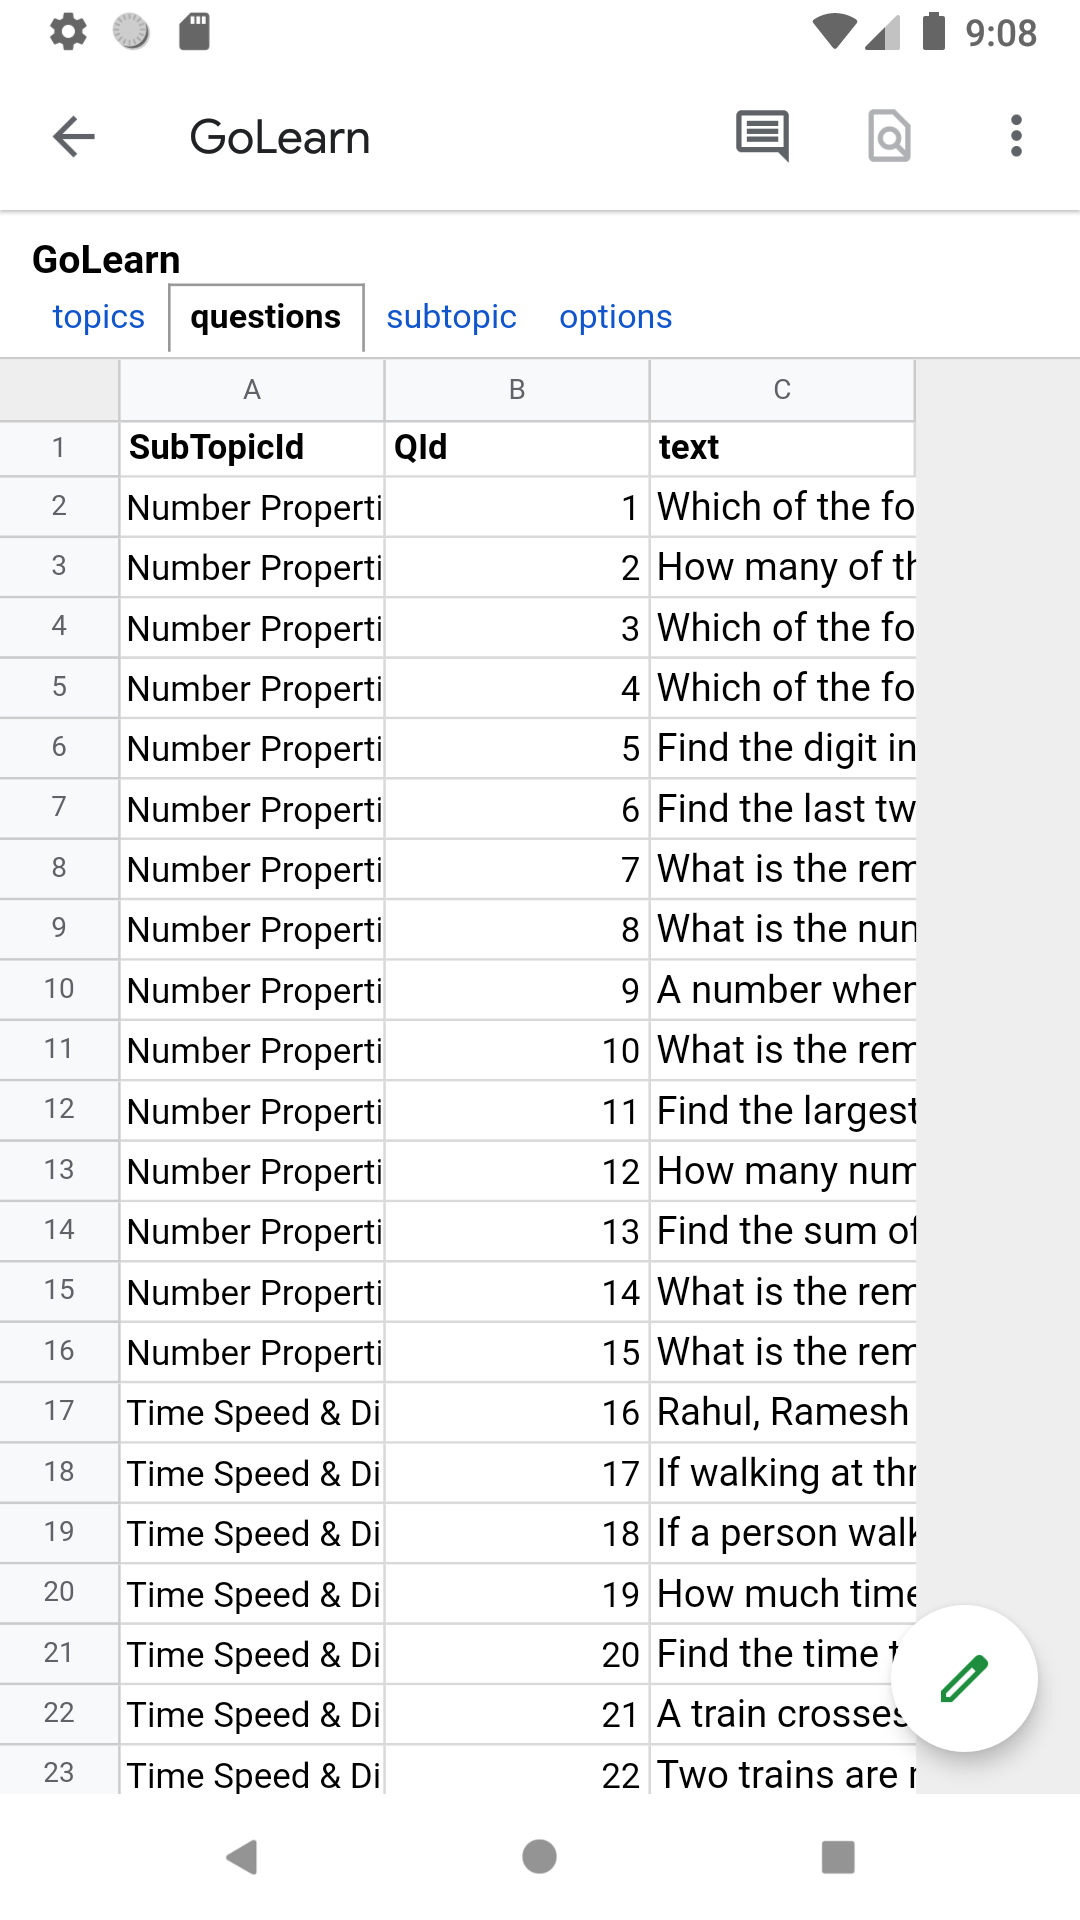 9:08
GoLearn
GoLearn
topics questions subtopic options
A B C
1 SubTopicId QId text
2 Number Properti 1 Which of the fo
3 Number Properti 2 How many of th
4 Number Properti 3 Which of the fo
5 Number Properti 4 Which of the fo
6 Number Properti 5 Find the digit in
7 Number Properti 6 Find the last tw
8 Number Properti 7 What is the rem
9 Number Properti 8 What is the num
10 Number Properti 9 A number when
11 Number Properti 10 What is the rem
12 Number Properti 11 Find the largest
13 Number Properti 12 How many num
14 Number Properti 13 Find the sum of
15 Number Properti 14 What is the rem
16 Number Properti 15 What is the rem
17 Time Speed & Di 16 Rahul, Ramesh
18 Time Speed & Di 17 If walking at thr
19 Time Speed & Di 18 If a person walk
20 Time Speed & Di 19 How much time
21 Time Speed & Di 20 Find the time t
22 Time Speed & Di 21 A train crosses
23 Time Speed & Di 22 Two trains are